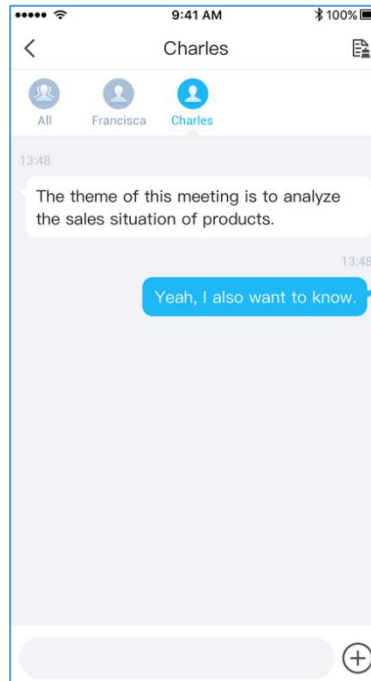 9:41 AM
100%
Charles
All
Francisca
Charles
13:48
The theme of this meeting is to analyze
the sales situation of products.
13:48
Yeah, I also want to know.